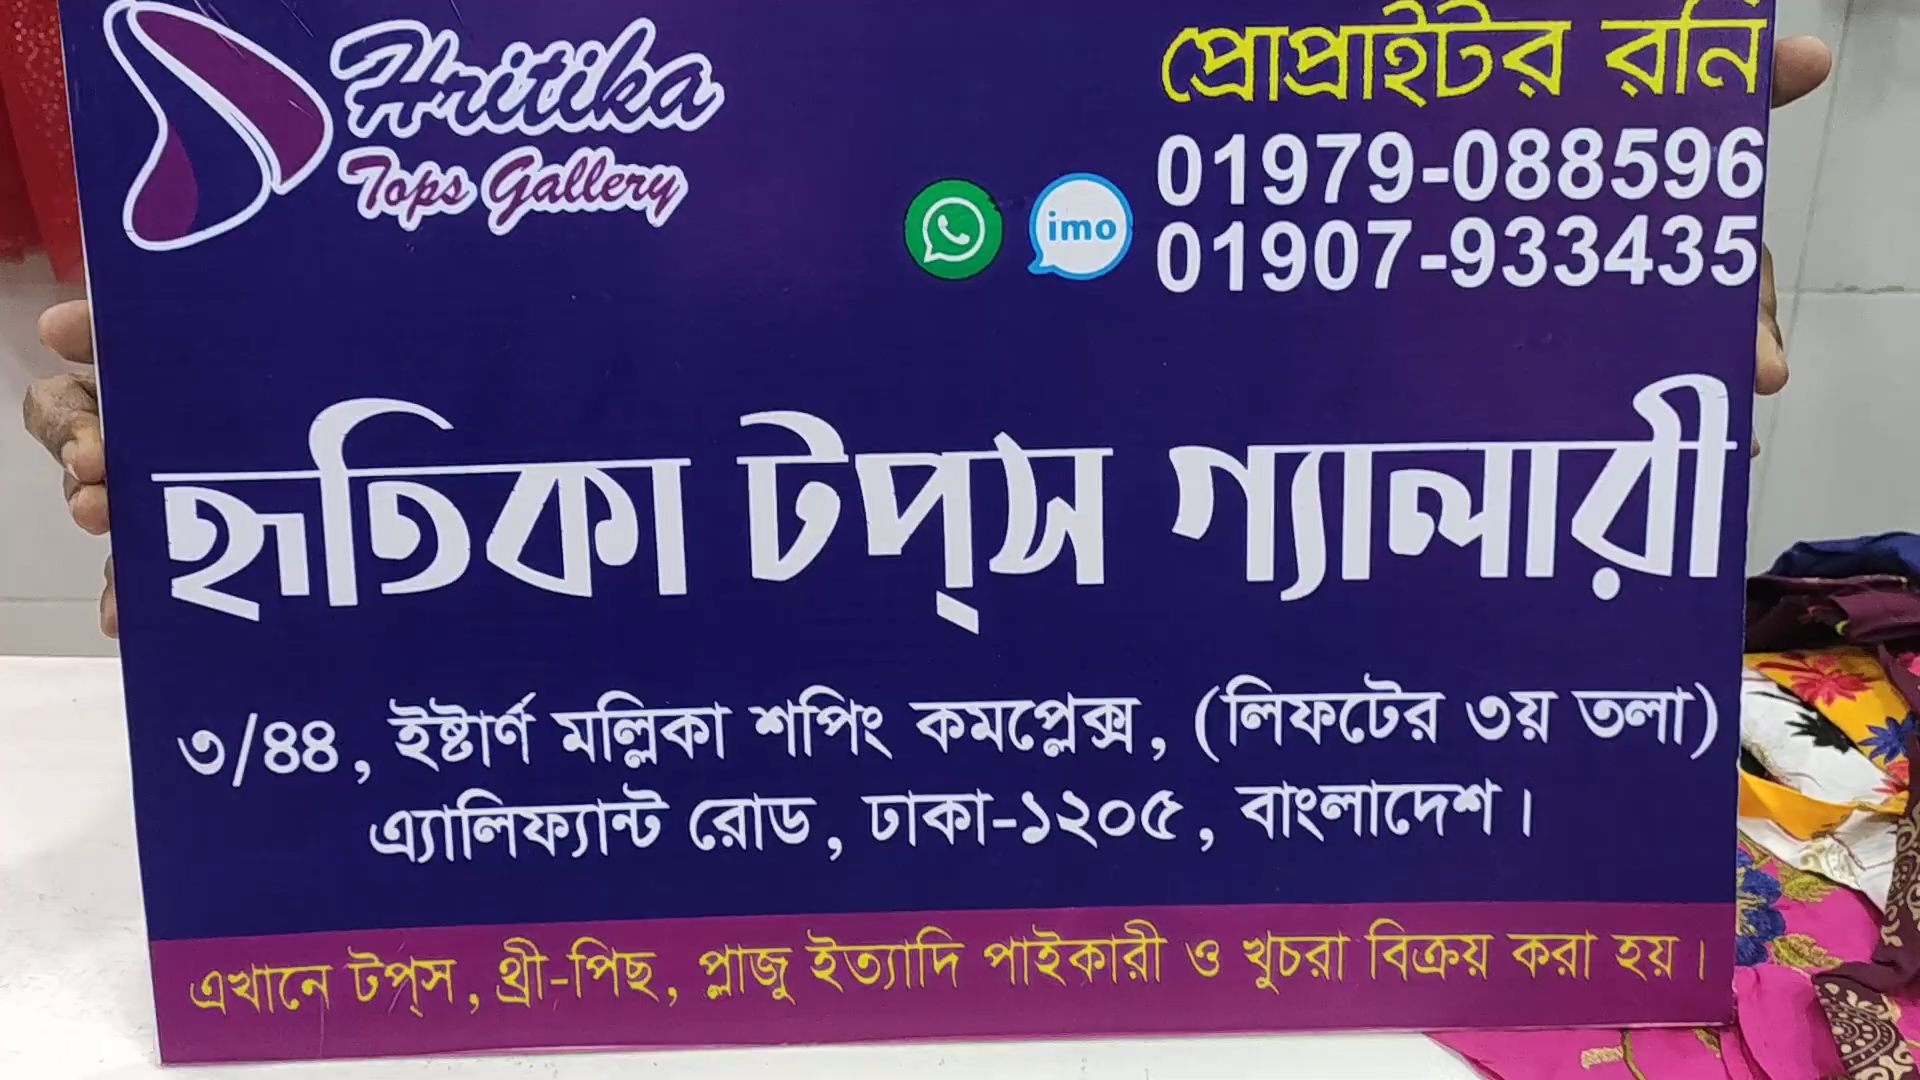 Hritika
Tops Gallery
প্রোপ্রাইটর রনি
01979-088596
imo
01907-933435
হৃতিকা টপ্‌স গ্যালারী
৩/৪৪, ইষ্টার্ণ মল্লিকা শপিং কমপ্লেক্স, (লিফটের ৩য় তলা)
এ্যালিফ্যান্ট রোড, ঢাকা-১২০৫, বাংলাদেশ।
এখানে টপ্‌স, থ্রী-পিছ, প্লাজু ইত্যাদি পাইকারী ও খুচরা বিক্রয় করা হয়।